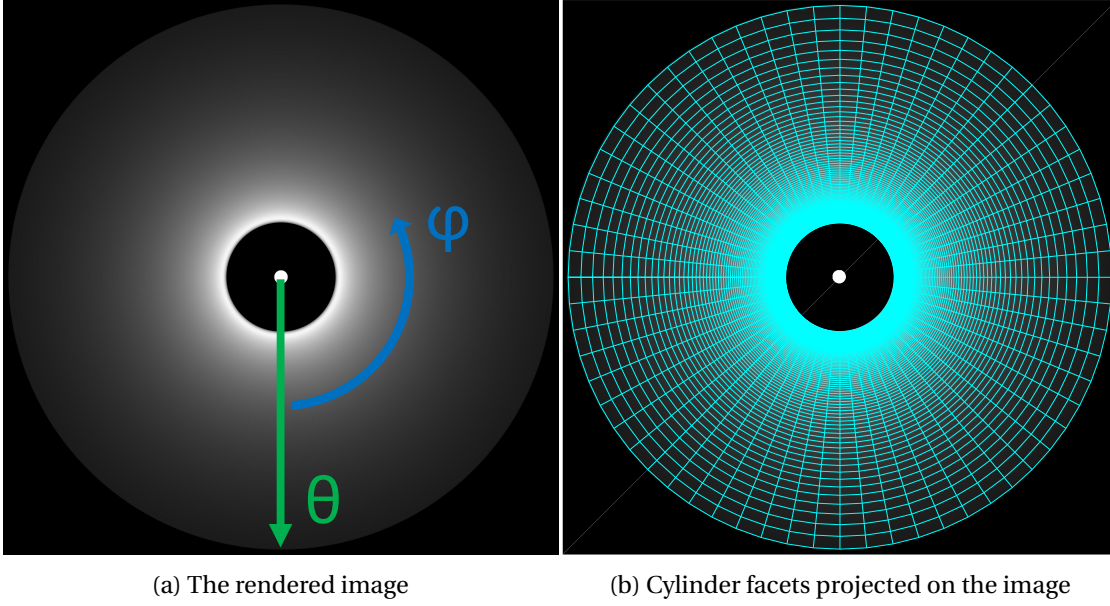 φ
θ
(a) The rendered image
(b) Cylinder facets projected on the image